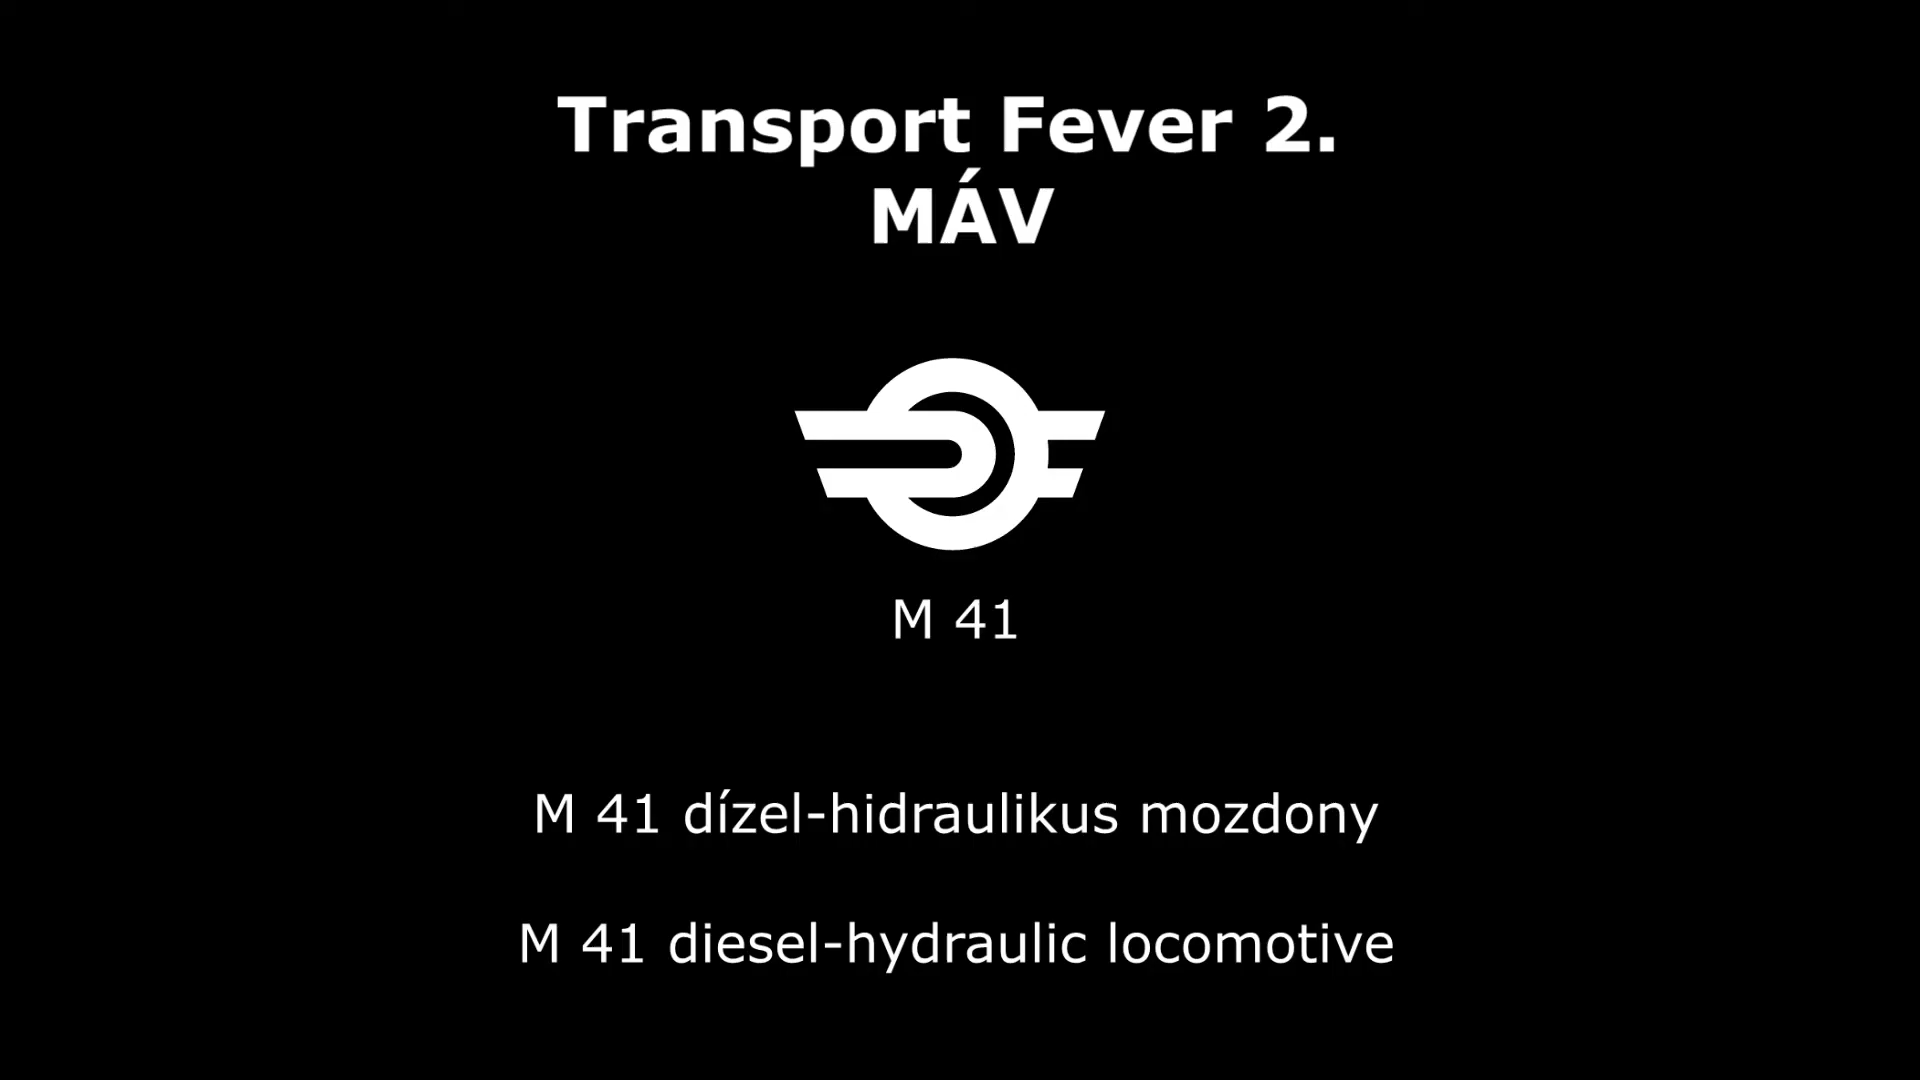 Transport Fever 2.
MÁV
M 41
M 41 dízel-hidraulikus mozdony
M 41 diesel-hydraulic locomotive